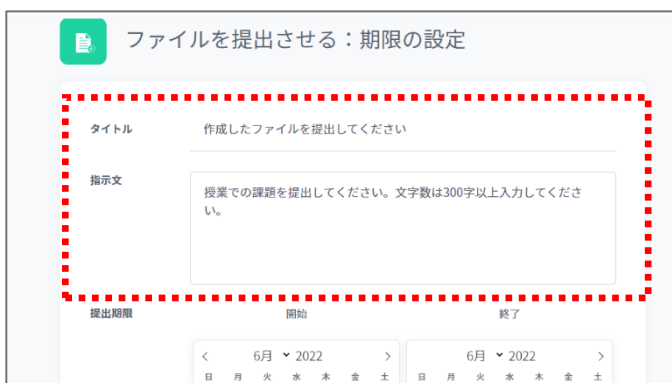 ファイルを提出させる：期限の設定
タイトル
作成したファイルを提出してください
指示文
授業での課題を提出してください。文字数は300字以上入力してくださ
い。
提出期限 開始 終了
6月 2022 6月 2022
日 月 火 水 木 金 土 日 月 火 水 木 金 土